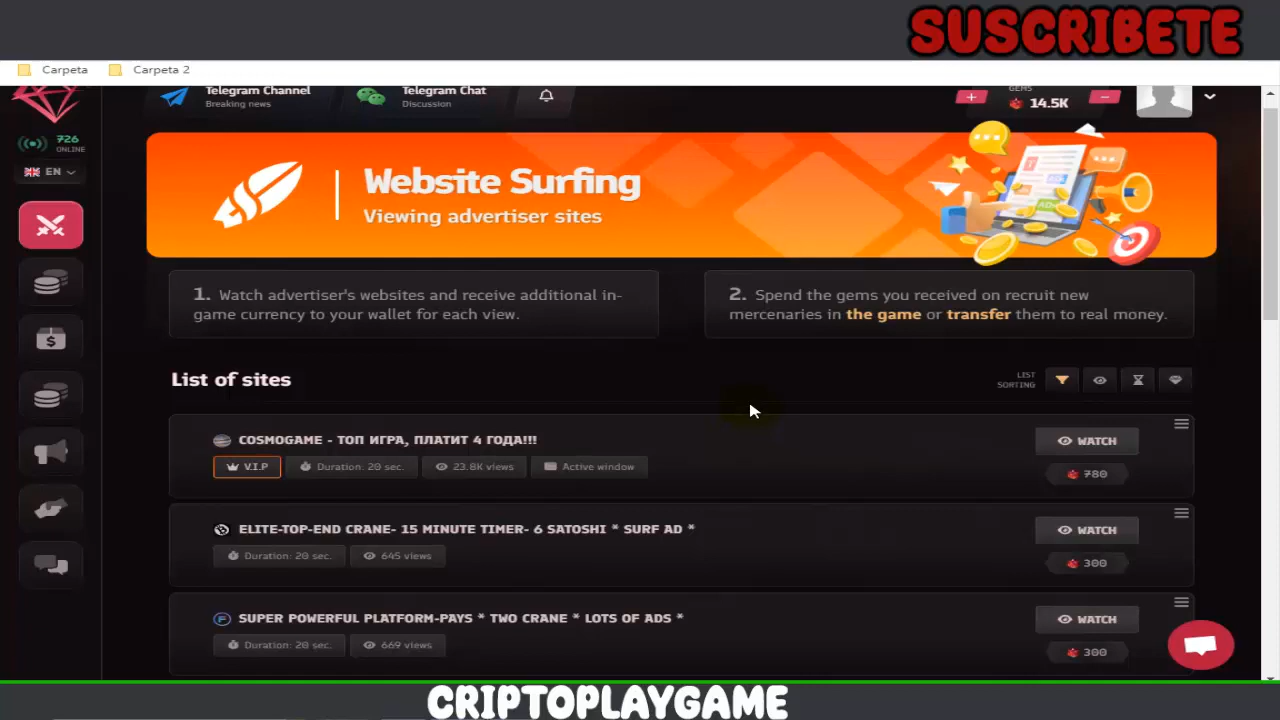 SUSCRIBETE
Carpeta
Carpeta 2
Telegram Channel
Breaking news
Telegram Chat
Discussion
GEMS
14.5K
726
ONLINE
EN
Website Surfing
Viewing advertiser sites
1. Watch advertiser's websites and receive additional in-
game currency to your wallet for each view.
2. Spend the gems you received on recruit new
mercenaries in the game or transfer them to real money.
List of sites
LIST
SORTING
COSMOGAME - ТОП ИГРА, ПЛАТИТ 4 ГОДА!!!
WATCH
V.I.P
Duration: 20 sec.
23.8K views
Active window
780
ELITE-TOP-END CRANE- 15 MINUTE TIMER- 6 SATOSHI * SURF AD *
WATCH
Duration: 20 sec.
645 views
300
SUPER POWERFUL PLATFORM-PAYS * TWO CRANE * LOTS OF ADS *
WATCH
Duration: 20 sec.
669 views
300
CRIPTOPLAYGAME